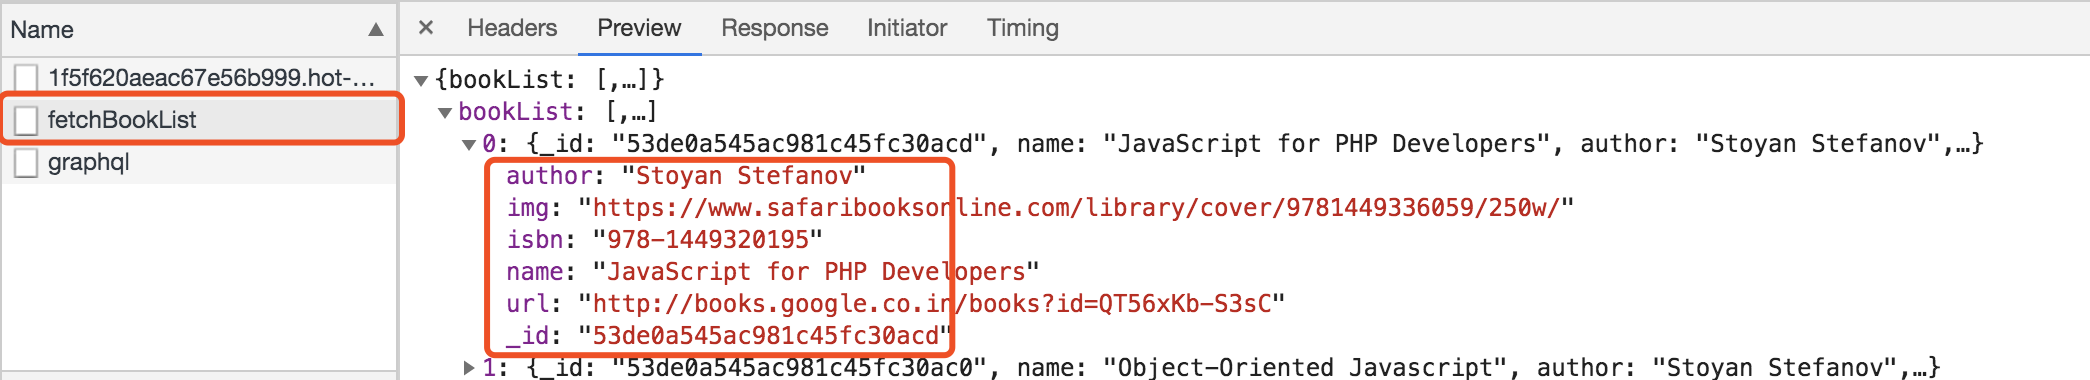 Name ▲
1f5f620aeac67e56b999.hot-...
fetchBookList
graphql
× Headers Preview Response Initiator Timing
▼{bookList: [,…]}
▼bookList: [,…]
▼0: {_id: "53de0a545ac981c45fc30acd", name: "JavaScript for PHP Developers", author: "Stoyan Stefanov",…}
author: "Stoyan Stefanov"
img: "https://www.safaribooksonline.com/library/cover/9781449336059/250w/"
isbn: "978-1449320195"
name: "JavaScript for PHP Developers"
url: "http://books.google.co.in/books?id=QT56xKb-S3sC"
_id: "53de0a545ac981c45fc30acd"
▶1: {_id: "53de0a545ac981c45fc30ac0", name: "Object-Oriented Javascript", author: "Stoyan Stefanov",…}